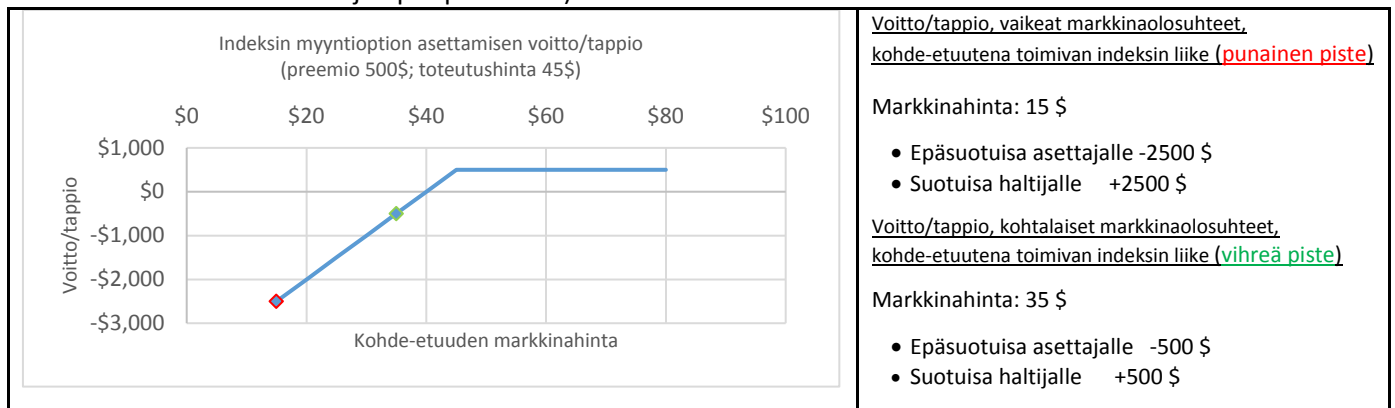 Indeksin myyntioption asettamisen voitto/tappio
(preemio 500$; toteutushinta 45$)
$0 $20 $40 $60 $80 $100
$1,000
$0
-$1,000
-$2,000
-$3,000
Voitto/tappio
Kohde-etuuden markkinahinta
Voitto/tappio, vaikeat markkinaolosuhteet,
kohde-etuutena toimivan indeksin liike (punainen piste)
Markkinahinta: 15 $
• Epäsuotuisa asettajalle -2500 $
• Suotuisa haltijalle +2500 $
Voitto/tappio, kohtalaiset markkinaolosuhteet,
kohde-etuutena toimivan indeksin liike (vihreä piste)
Markkinahinta: 35 $
• Epäsuotuisa asettajalle -500 $
• Suotuisa haltijalle +500 $